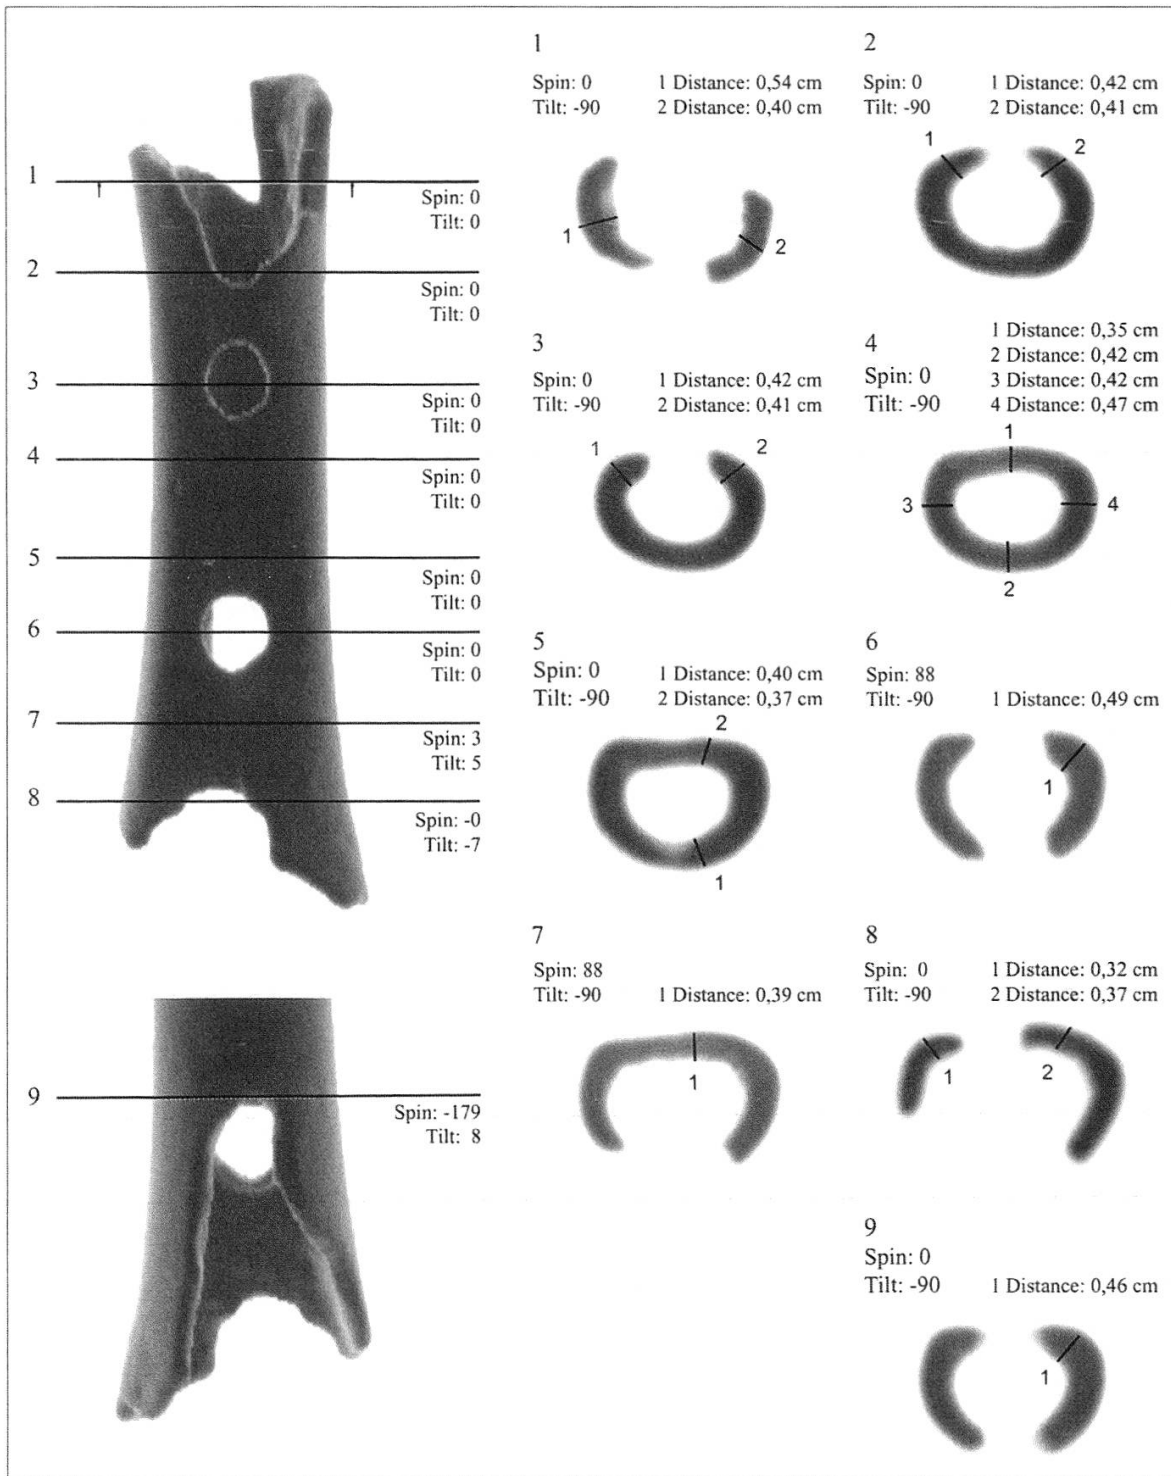 1
Spin: 0
Tilt: 0
2
Spin: 0
Tilt: 0
3
Spin: 0
Tilt: 0
4
Spin: 0
Tilt: 0
5
Spin: 0
Tilt: 0
6
Spin: 0
Tilt: 0
7
Spin: 3
Tilt: 5
8
Spin: -0
Tilt: -7
9
Spin: -179
Tilt: 8
1
Spin: 0 1 Distance: 0,54 cm
Tilt: -90 2 Distance: 0,40 cm
1
2
2
Spin: 0 1 Distance: 0,42 cm
Tilt: -90 2 Distance: 0,41 cm
1 2
3
Spin: 0 1 Distance: 0,42 cm
Tilt: -90 2 Distance: 0,41 cm
1 2
1 Distance: 0,35 cm
4 2 Distance: 0,42 cm
Spin: 0 3 Distance: 0,42 cm
Tilt: -90 4 Distance: 0,47 cm
1
3 4
2
5
Spin: 0 1 Distance: 0,40 cm
Tilt: -90 2 Distance: 0,37 cm
2
1
6
Spin: 88
Tilt: -90 1 Distance: 0,49 cm
1
7
Spin: 88
Tilt: -90 1 Distance: 0,39 cm
1
8
Spin: 0 1 Distance: 0,32 cm
Tilt: -90 2 Distance: 0,37 cm
1 2
9
Spin: 0
Tilt: -90 1 Distance: 0,46 cm
1